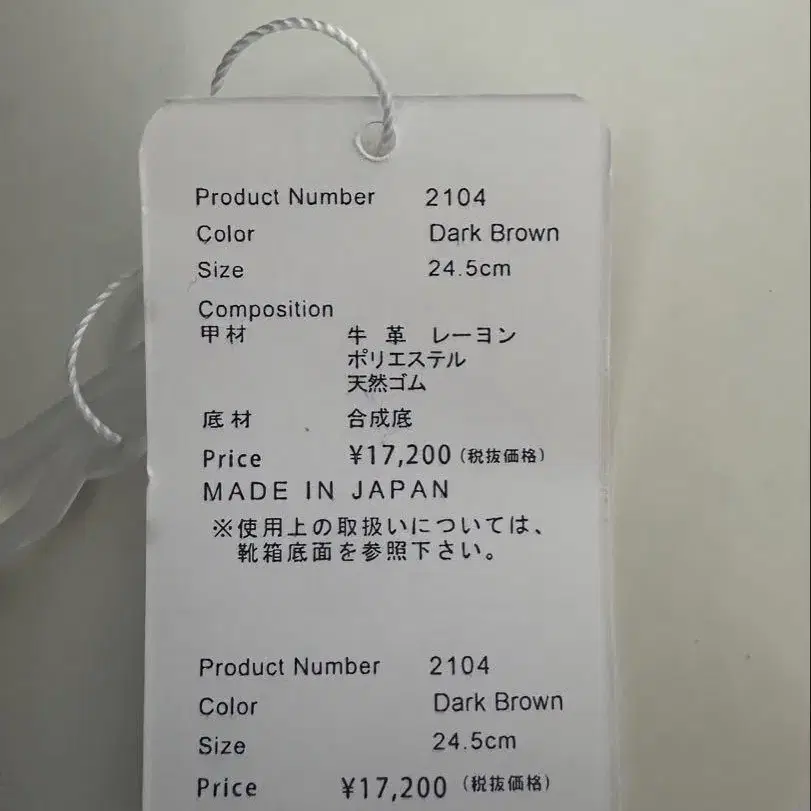 Product Number 2104
Color Dark Brown
Size 24.5cm
Composition
甲材 牛 革 レーヨン
ポリエステル
天然ゴム
底材 合成底
Price ¥17,200 (税抜価格)
MADE IN JAPAN
※使用上の取扱いについては、
靴箱底面を参照下さい。
Product Number 2104
Color Dark Brown
Size 24.5cm
Price ¥17,200 (税抜価格)